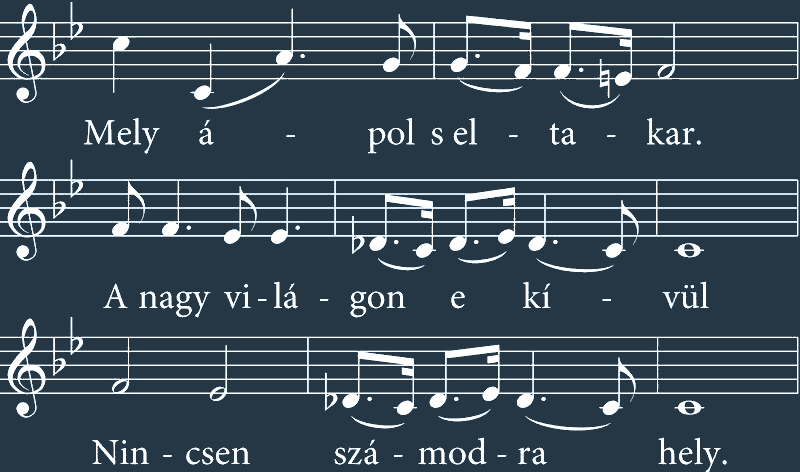 Mely á - pol s el - ta - kar.
A nagy vi - lá - gon e kí - vül
Nin - csen szá - mod - ra hely.